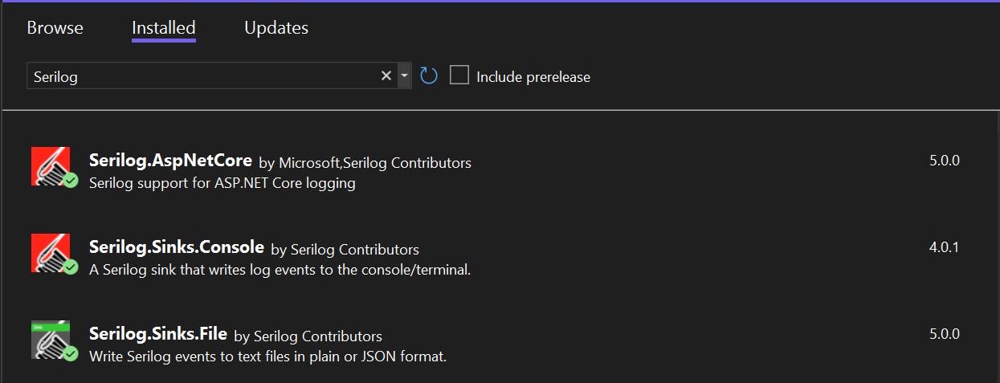 Browse Installed Updates
Serilog Include prerelease
Serilog.AspNetCore by Microsoft,Serilog Contributors 5.0.0
Serilog support for ASP.NET Core logging
Serilog.Sinks.Console by Serilog Contributors 4.0.1
A Serilog sink that writes log events to the console/terminal.
Serilog.Sinks.File by Serilog Contributors 5.0.0
Write Serilog events to text files in plain or JSON format.